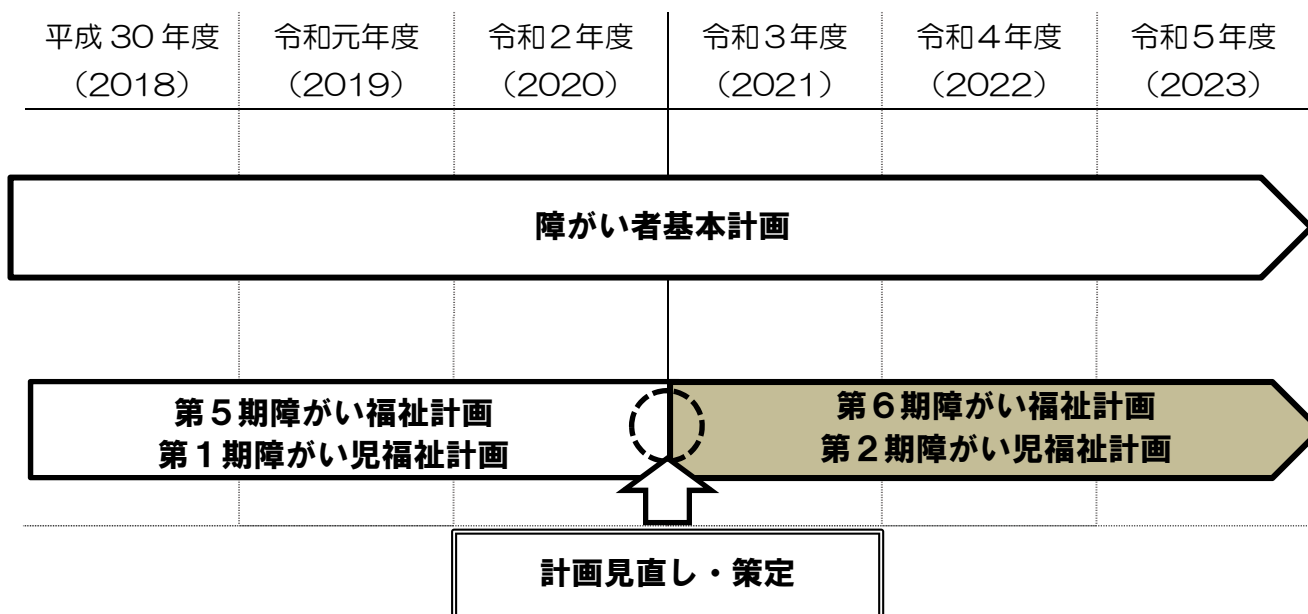 平成30年度 令和元年度 令和２年度 令和３年度 令和４年度 令和５年度
（2018） （2019） （2020） （2021） （2022） （2023）
障がい者基本計画
第５期障がい福祉計画
第１期障がい児福祉計画
第６期障がい福祉計画
第２期障がい児福祉計画
計画見直し・策定